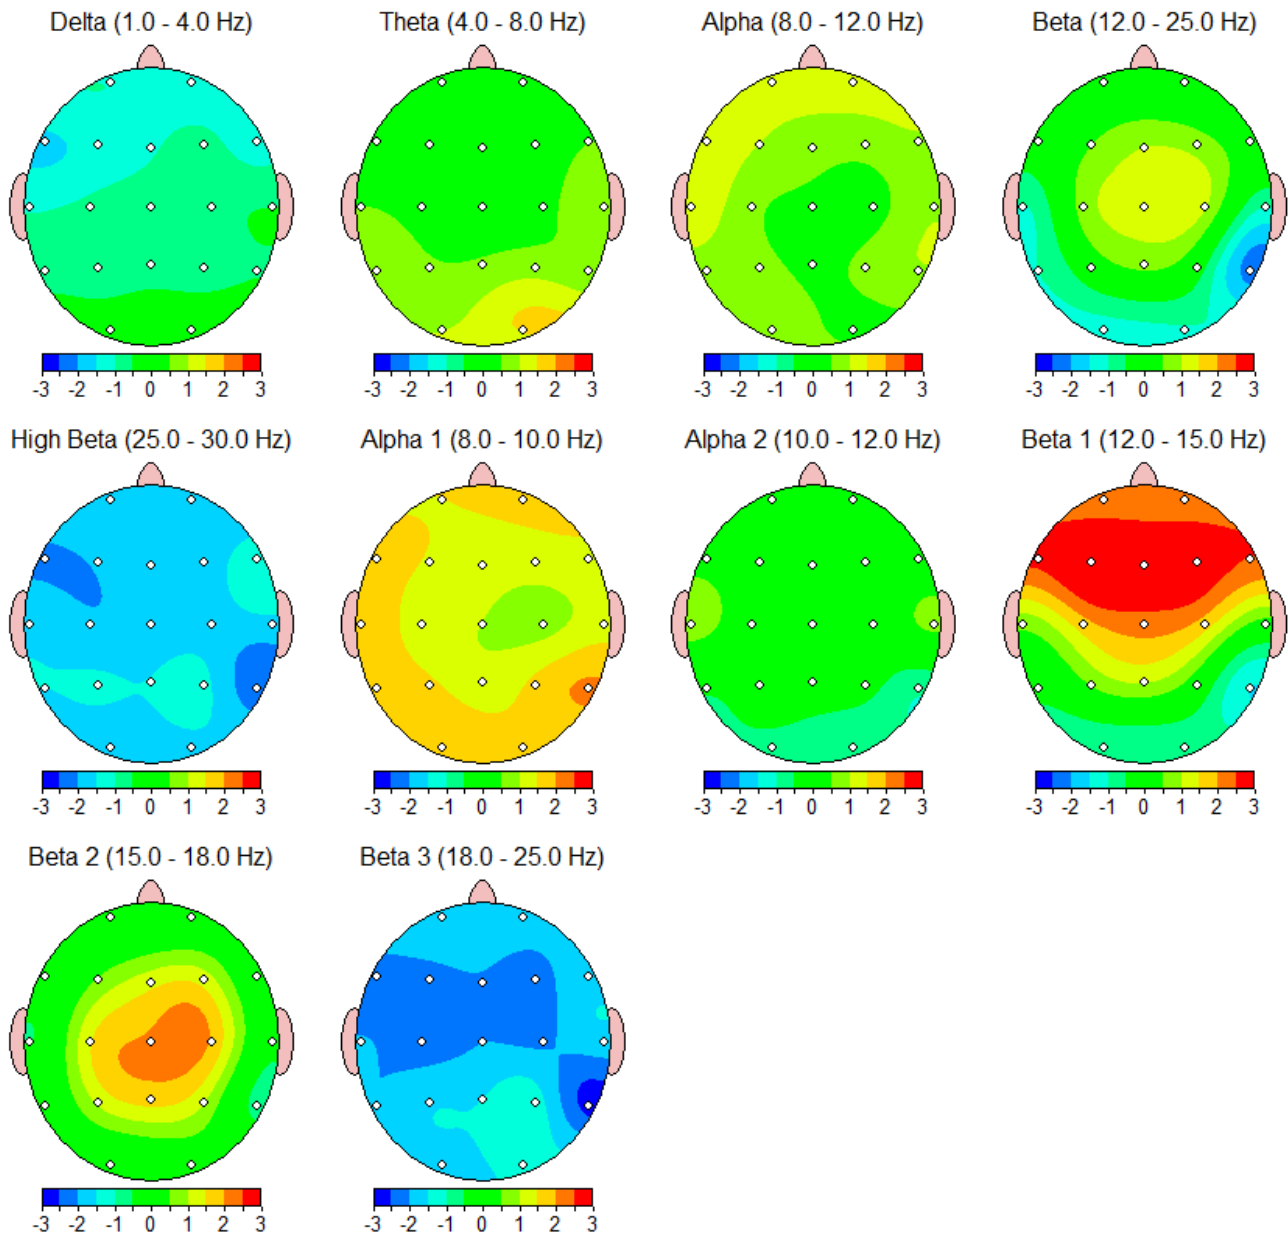 Delta (1.0 - 4.0 Hz) Theta (4.0 - 8.0 Hz) Alpha (8.0 - 12.0 Hz) Beta (12.0 - 25.0 Hz)
-3 -2 -1 0 1 2 3 -3 -2 -1 0 1 2 3 -3 -2 -1 0 1 2 3 -3 -2 -1 0 1 2 3
High Beta (25.0 - 30.0 Hz) Alpha 1 (8.0 - 10.0 Hz) Alpha 2 (10.0 - 12.0 Hz) Beta 1 (12.0 - 15.0 Hz)
-3 -2 -1 0 1 2 3 -3 -2 -1 0 1 2 3 -3 -2 -1 0 1 2 3 -3 -2 -1 0 1 2 3
Beta 2 (15.0 - 18.0 Hz) Beta 3 (18.0 - 25.0 Hz)
-3 -2 -1 0 1 2 3 -3 -2 -1 0 1 2 3